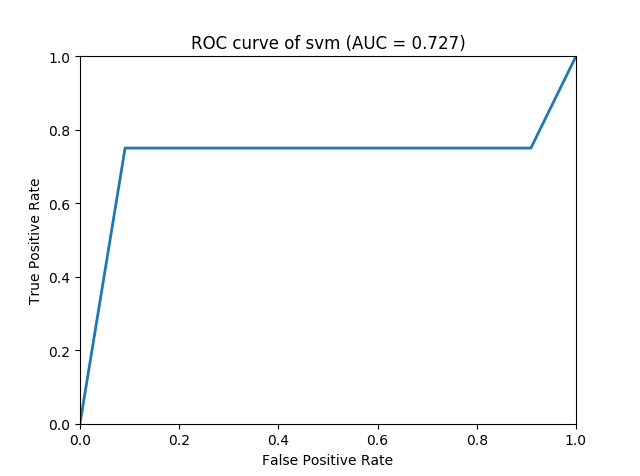 ROC curve of svm (AUC = 0.727)
1.0
0.8
0.6
0.4
0.2
0.0
True Positive Rate
0.0 0.2 0.4 0.6 0.8 1.0
False Positive Rate